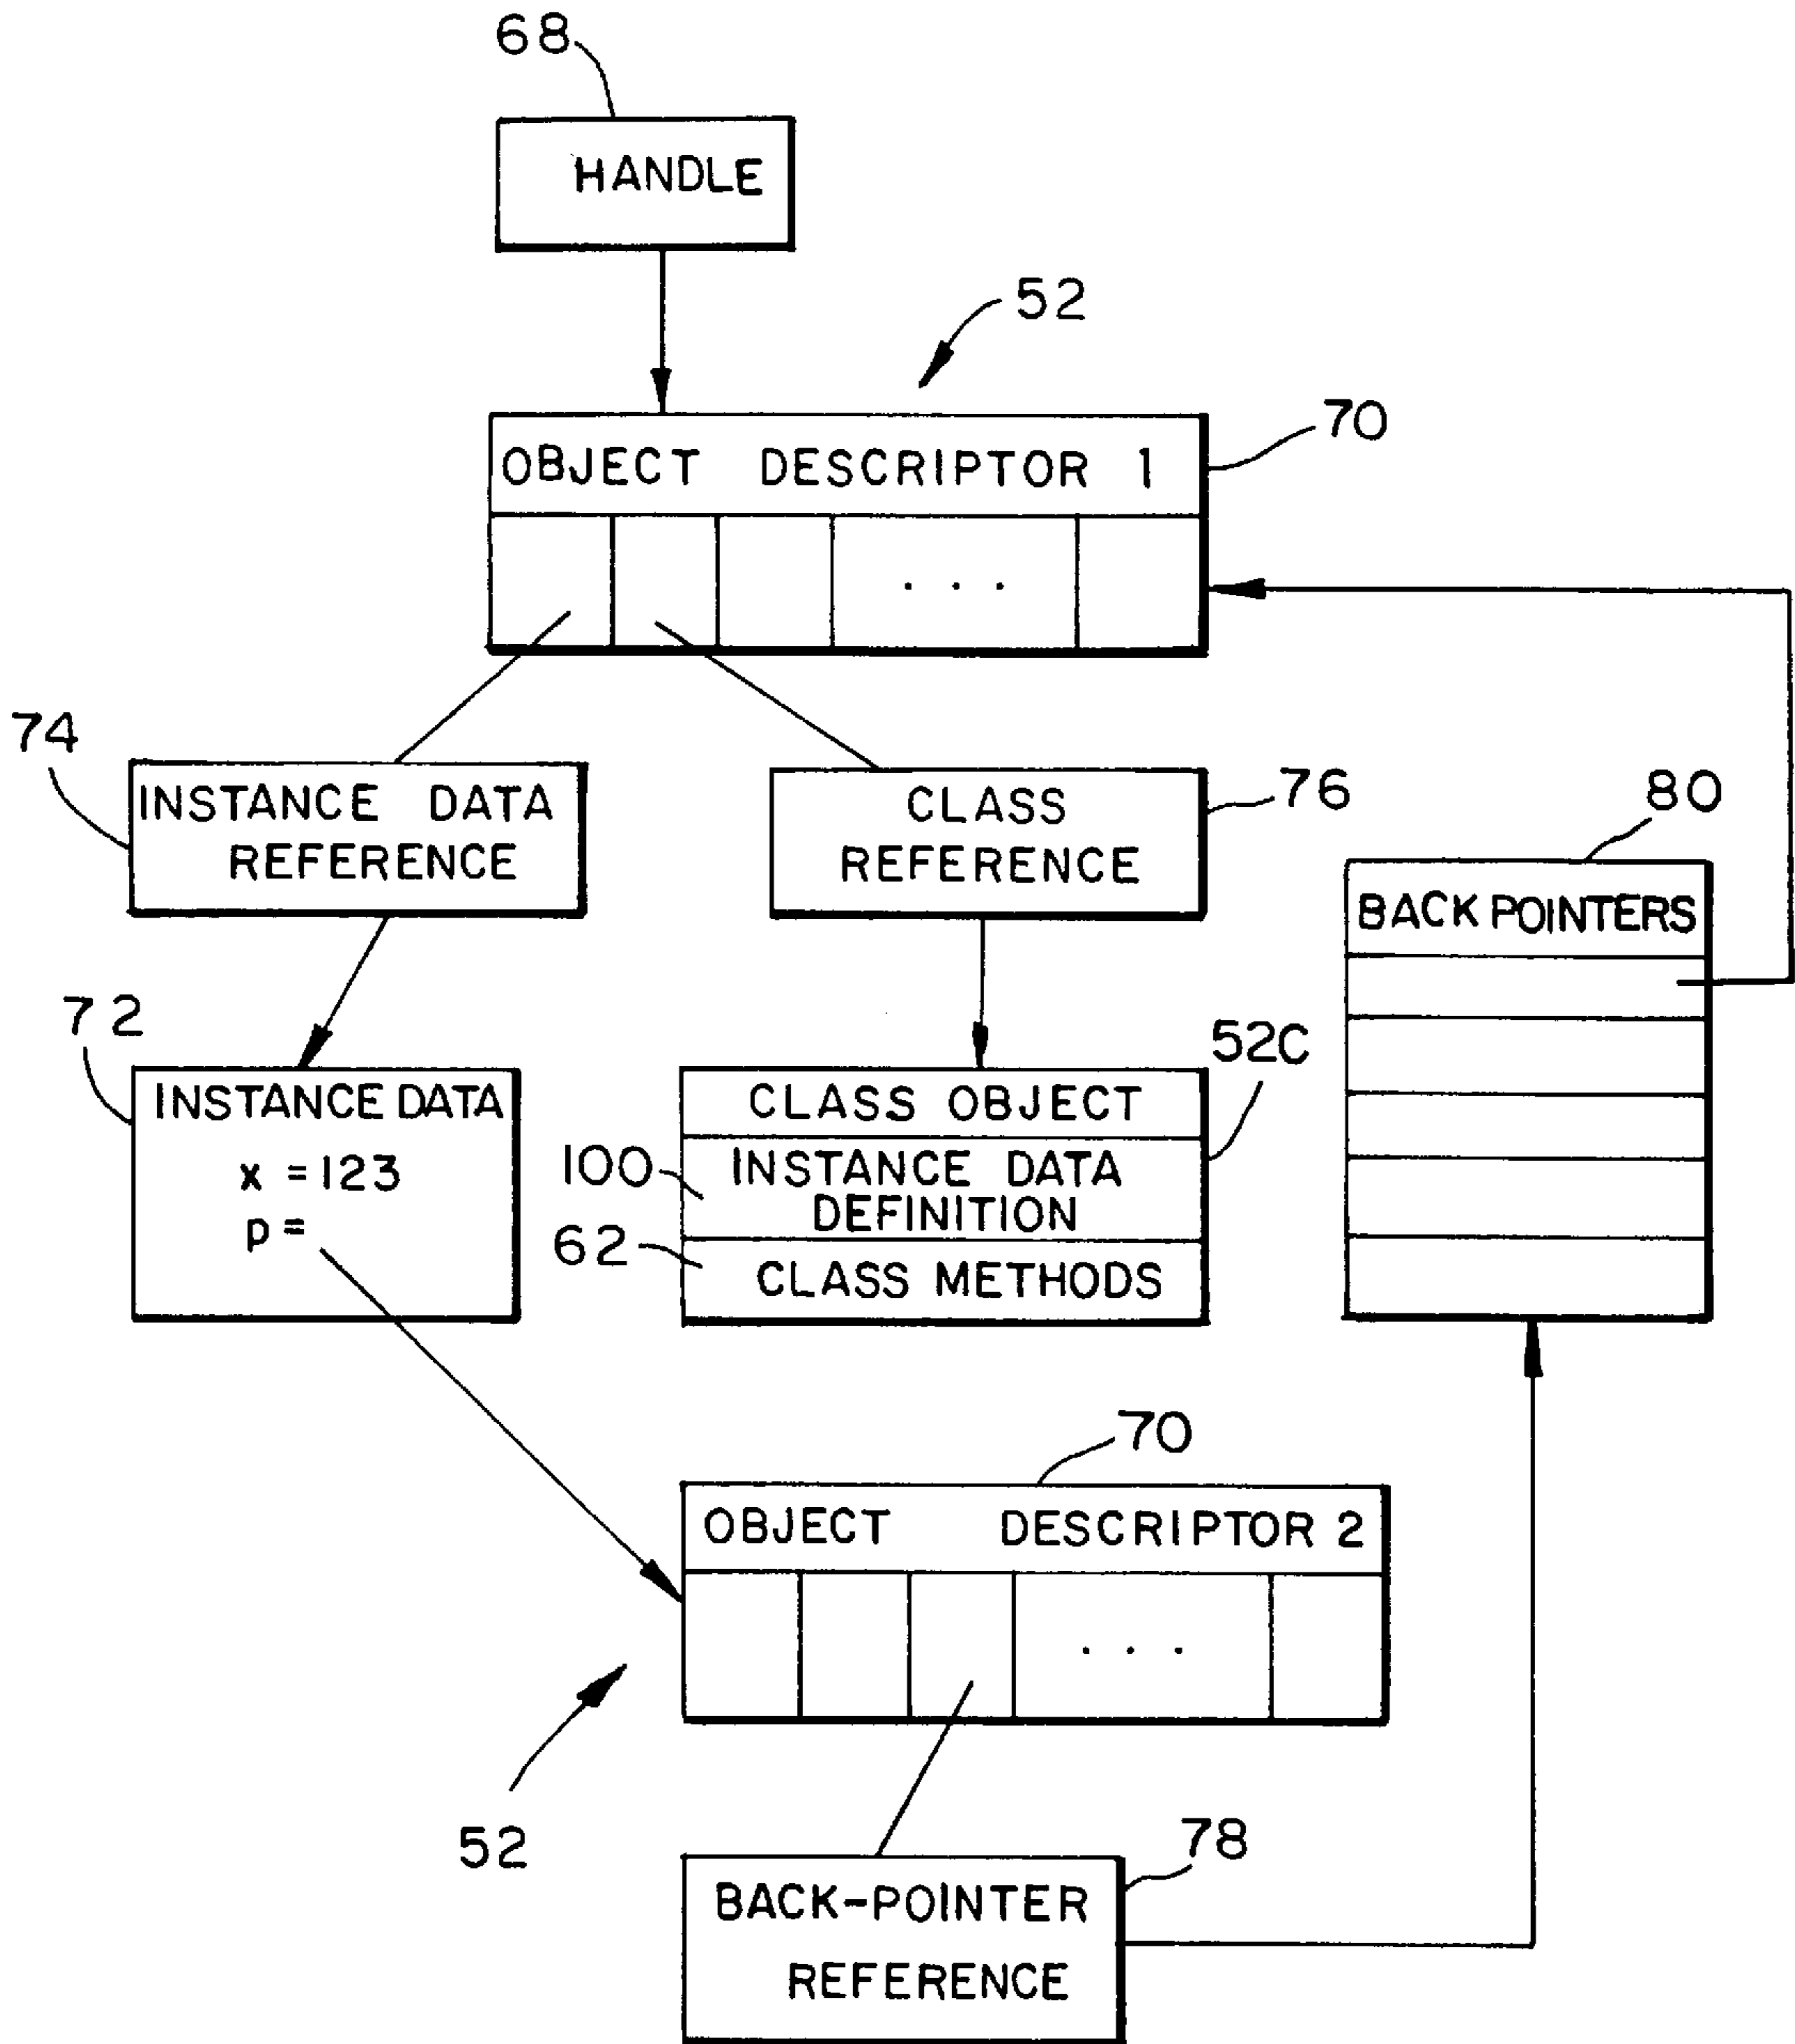 68
HANDLE
52
OBJECT DESCRIPTOR 1
70
. . .
74
INSTANCE DATA
REFERENCE
CLASS
REFERENCE
76
80
BACK POINTERS
72
INSTANCE DATA
x = 123
p =
52C
CLASS OBJECT
100
INSTANCE DATA
DEFINITION
62
CLASS METHODS
70
OBJECT DESCRIPTOR 2
. . .
52
78
BACK-POINTER
REFERENCE